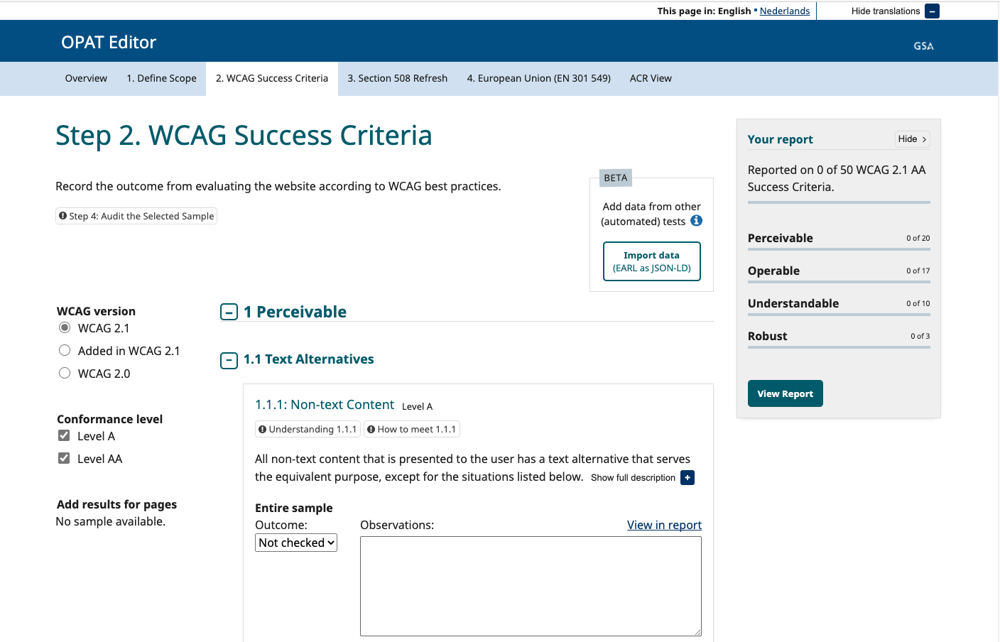 This page in: English • Nederlands
Hide translations
OPAT Editor
GSA
Overview
1. Define Scope
2. WCAG Success Criteria
3. Section 508 Refresh
4. European Union (EN 301 549)
ACR View
Step 2. WCAG Success Criteria
Record the outcome from evaluating the website according to WCAG best practices.
Step 4: Audit the Selected Sample
BETA
Add data from other
(automated) tests
Import data
(EARL as JSON-LD)
WCAG version
WCAG 2.1
Added in WCAG 2.1
WCAG 2.0
Conformance level
Level A
Level AA
Add results for pages
No sample available.
1 Perceivable
1.1 Text Alternatives
1.1.1: Non-text Content Level A
Understanding 1.1.1
How to meet 1.1.1
All non-text content that is presented to the user has a text alternative that serves
the equivalent purpose, except for the situations listed below. Show full description
Entire sample
Outcome:
Not checked
Observations:
View in report
Your report
Hide
Reported on 0 of 50 WCAG 2.1 AA
Success Criteria.
Perceivable 0 of 20
Operable 0 of 17
Understandable 0 of 10
Robust 0 of 3
View Report